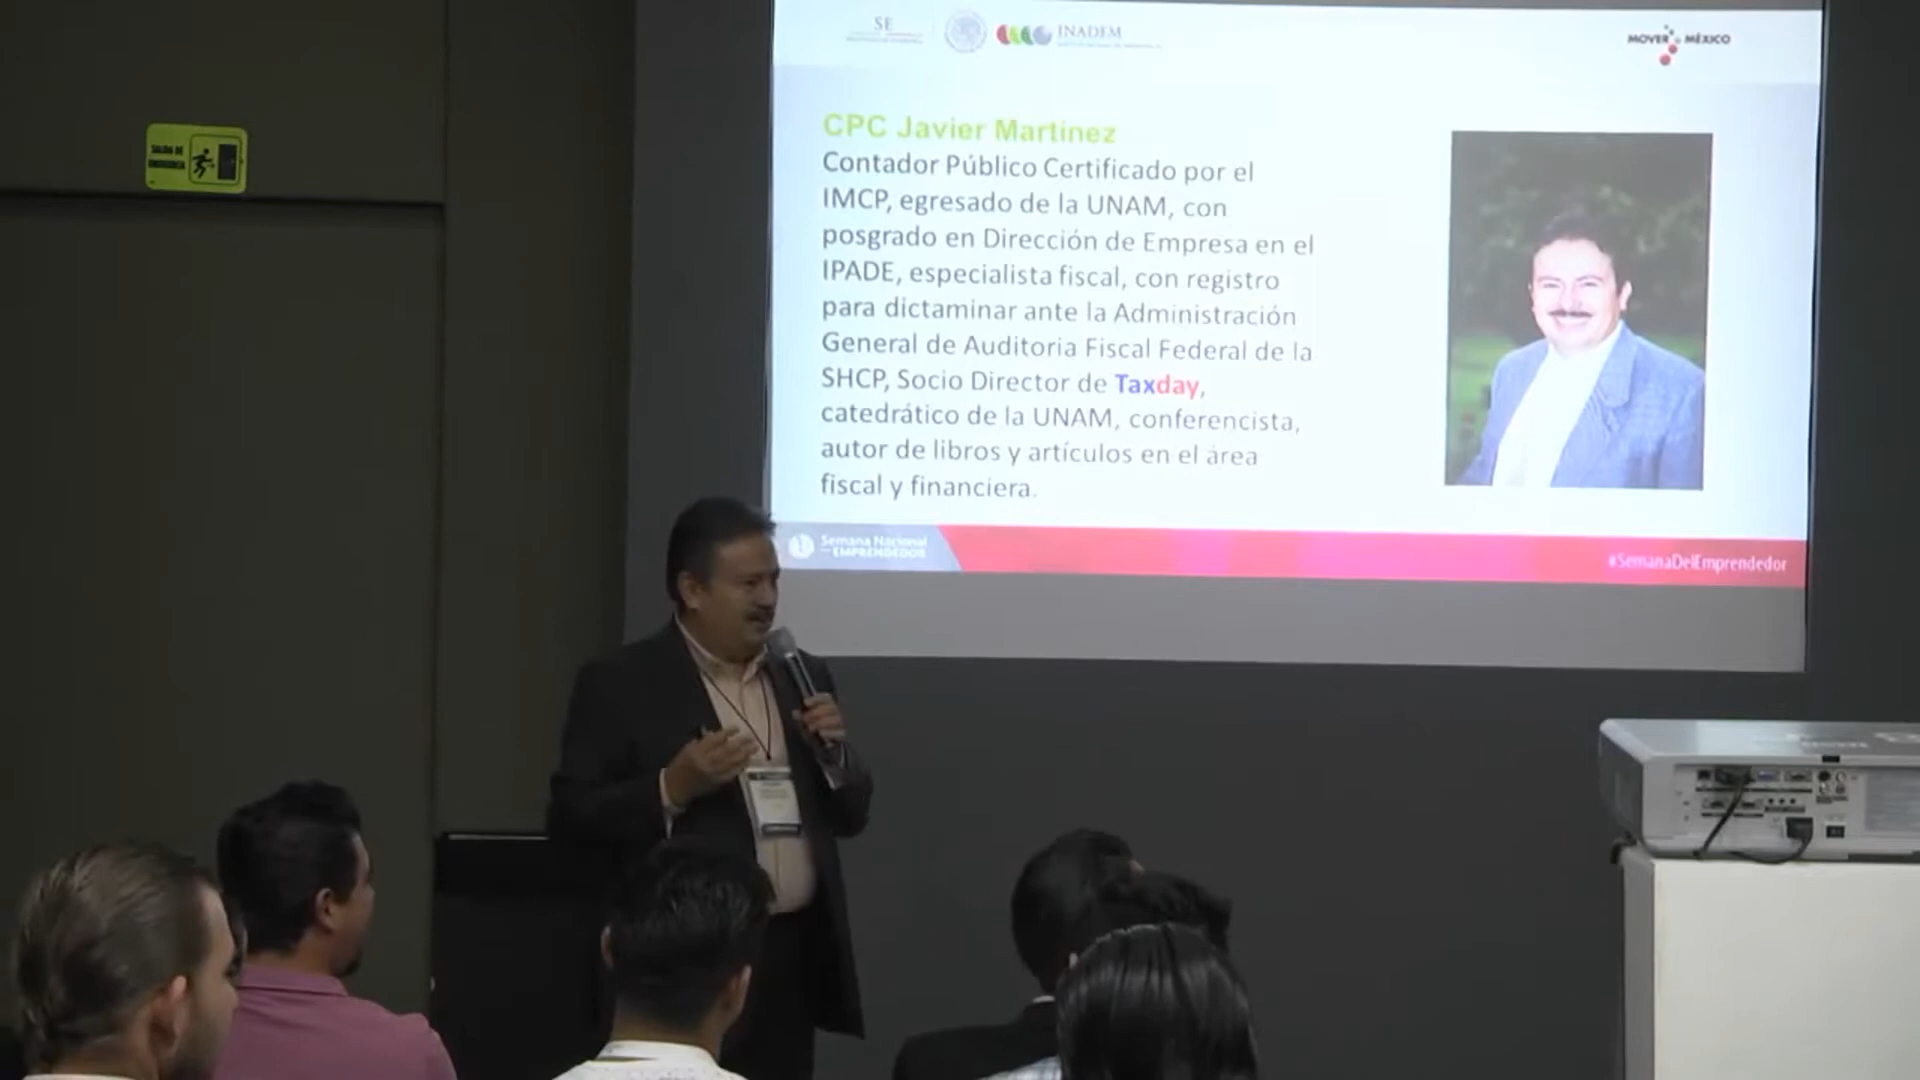 SE
INADEM
MOVER A MÉXICO
SALIDA DE
EMERGENCIA
CPC Javier Martínez
Contador Público Certificado por el
IMCP, egresado de la UNAM, con
posgrado en Dirección de Empresa en el
IPADE, especialista fiscal, con registro
para dictaminar ante la Administración
General de Auditoria Fiscal Federal de la
SHCP, Socio Director de Taxday,
catedrático de la UNAM, conferencista,
autor de libros y artículos en el área
fiscal y financiera.
Semana Nacional
EMPRENDEDOR
#SemanaDelEmprendedor